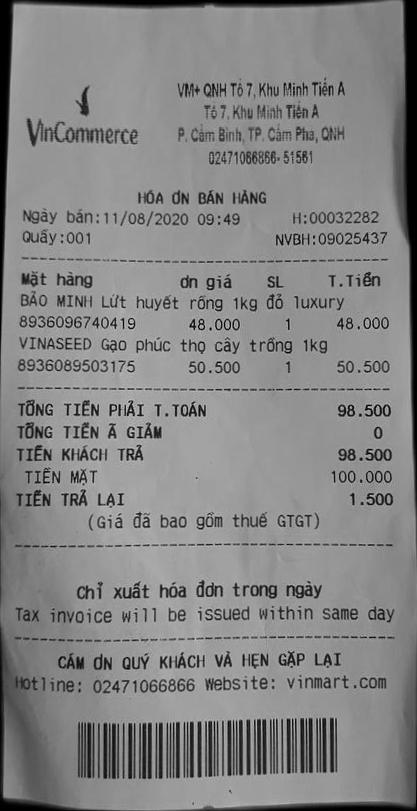 VinCommerce
VM+ QNH Tổ 7, Khu Minh Tiến A
Tổ 7, Khu Minh Tiến A
P. Cẩm Bình, TP. Cẩm Phả, QNH
02471066866-51561
HÓA ƠN BÁN HÀNG
Ngày bán:11/08/2020 09:49 H:00032282
Quầy:001 NVBH:09025437
Mặt hàng ơn giá SL T.Tiền
BẢO MINH Lứt huyết rồng 1kg đỏ luxury
8936096740419 48.000 1 48.000
VINASEED Gạo phúc thọ cây trồng 1kg
8936089503175 50.500 1 50.500
TỔNG TIỀN PHẢI T.TOÁN 98.500
TỔNG TIỀN Ã GIẢM 0
TIỀN KHÁCH TRẢ 98.500
TIỀN MẶT 100.000
TIỀN TRẢ LẠI 1.500
(Giá đã bao gồm thuế GTGT)
Chỉ xuất hóa đơn trong ngày
Tax invoice will be issued within same day
CÁM ƠN QUÝ KHÁCH VÀ HẸN GẶP LẠI
Hotline: 02471066866 Website: vinmart.com